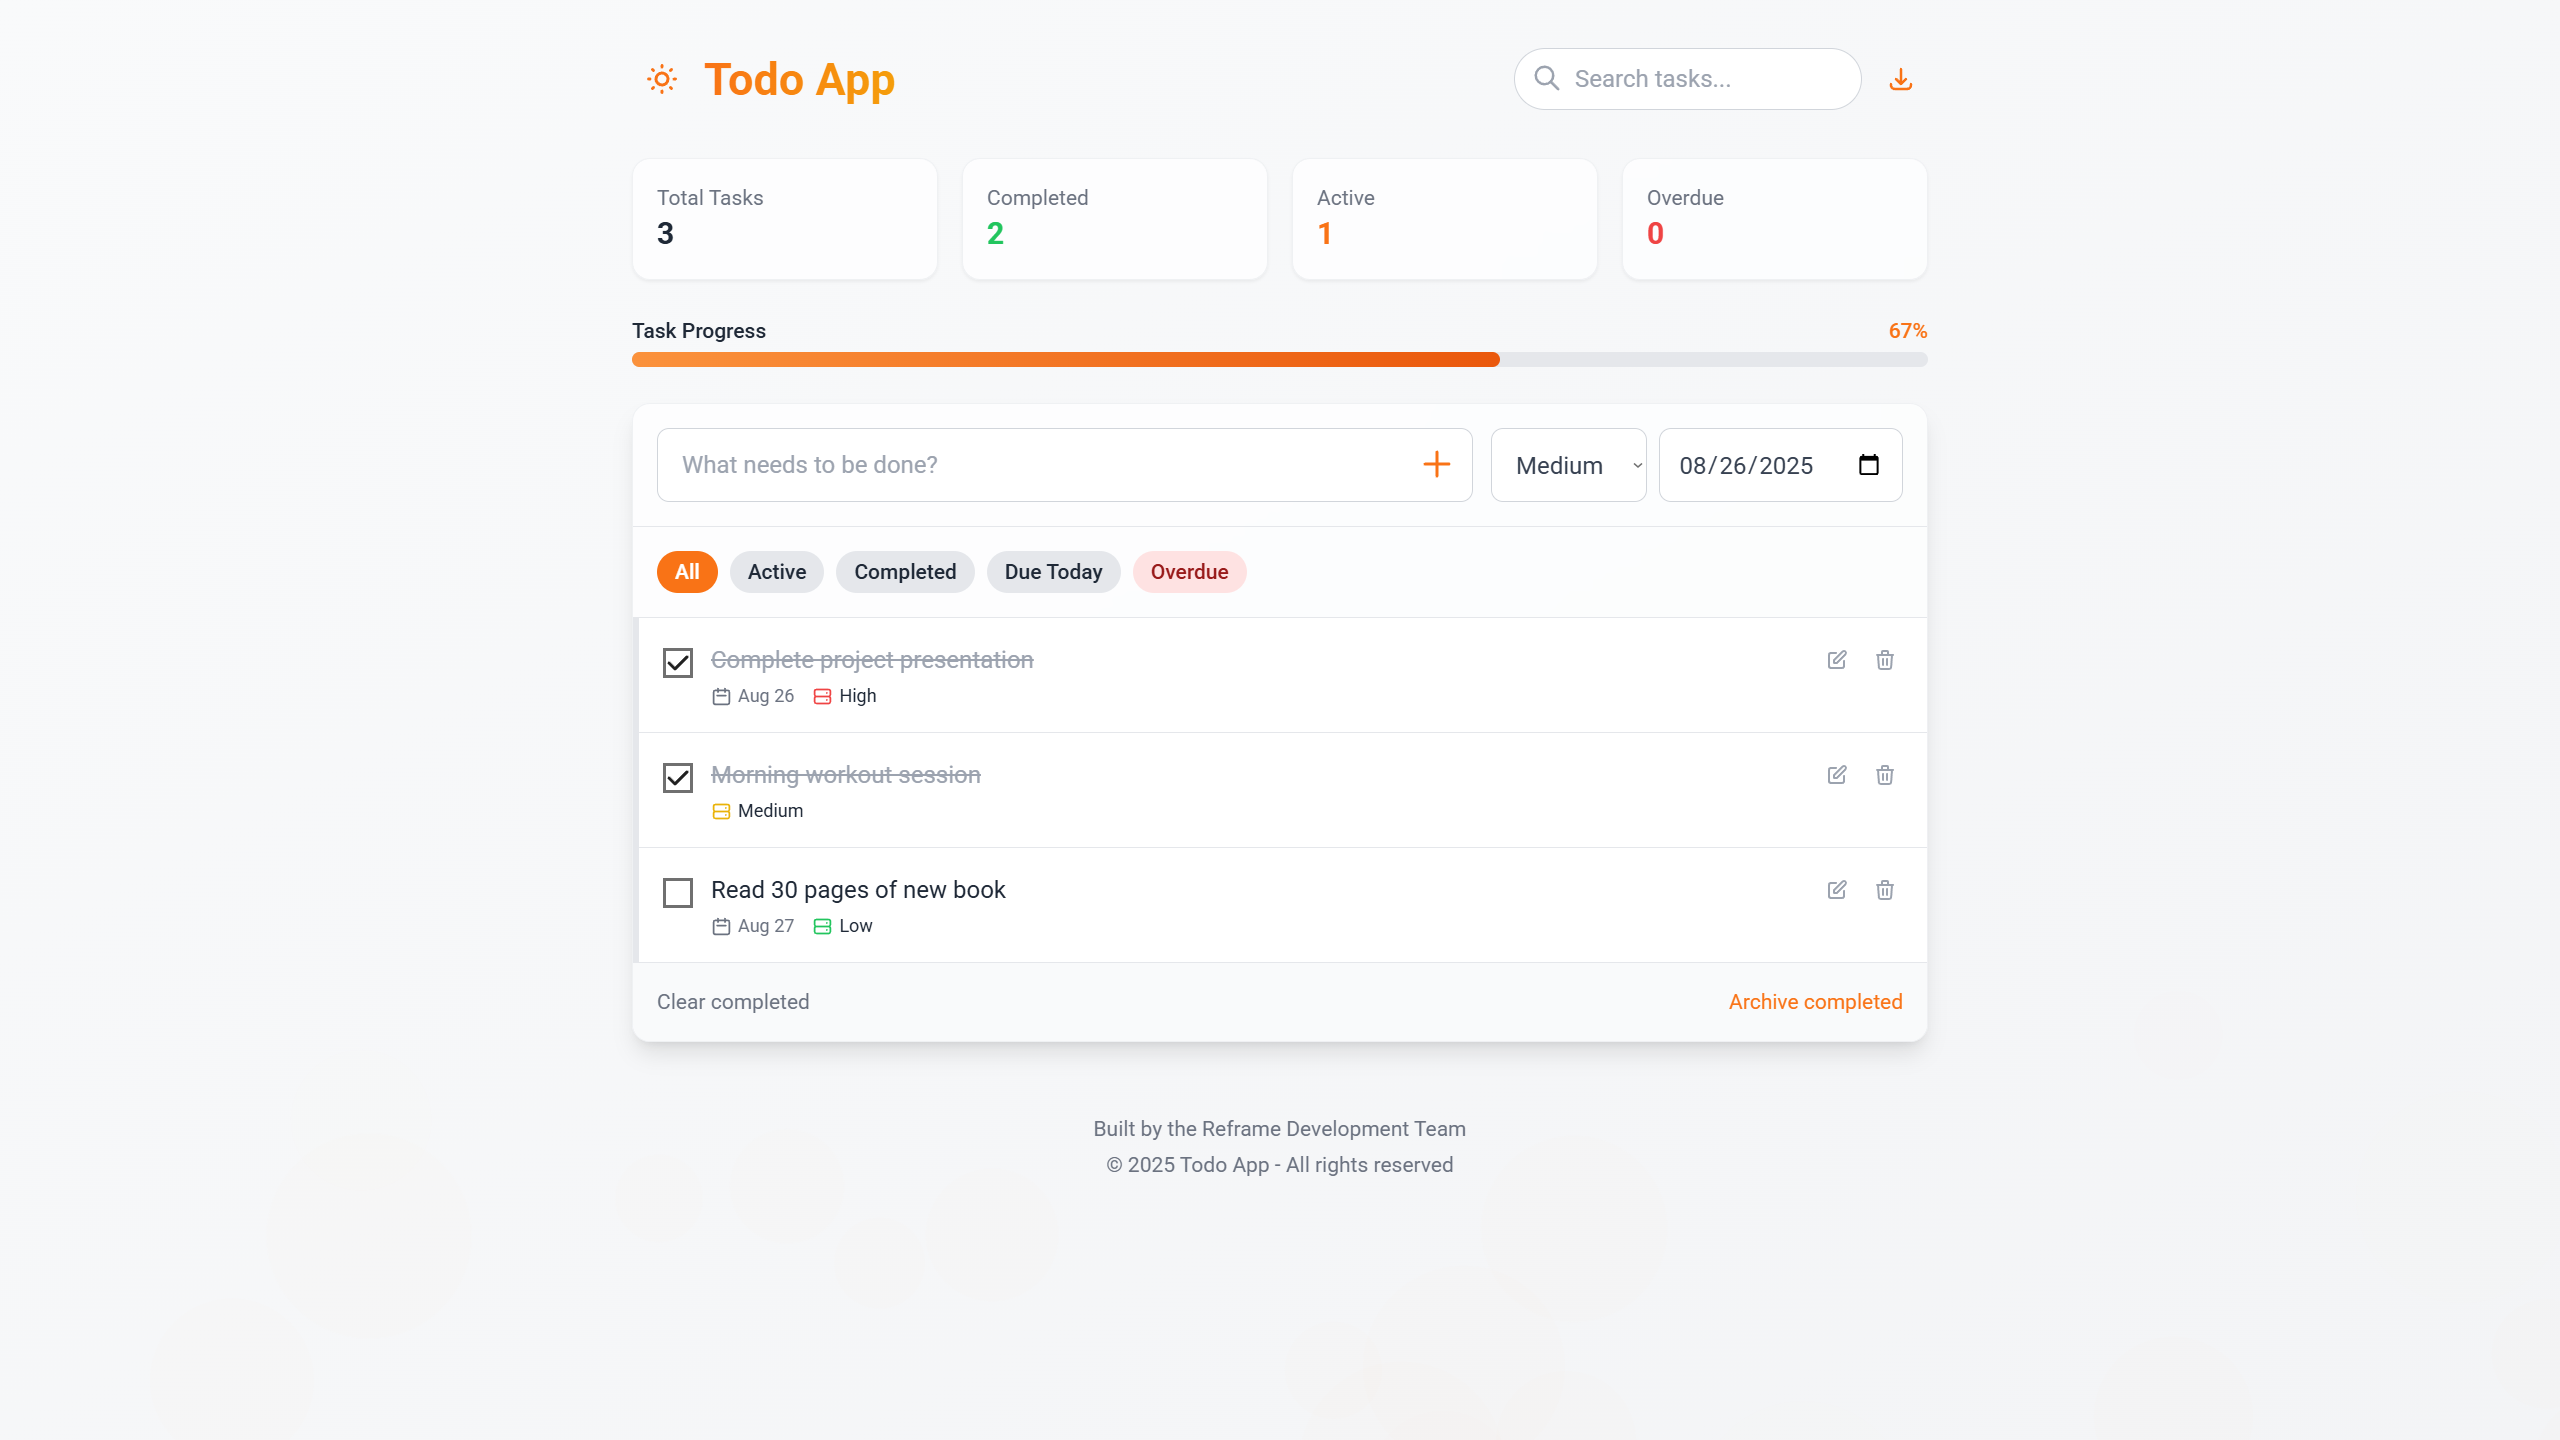 Todo App
Search tasks...
Total Tasks
3
Completed
2
Active
1
Overdue
0
Task Progress
67%
What needs to be done?
Medium
08/26/2025
All
Active
Completed
Due Today
Overdue
Complete project presentation
Aug 26
High
Morning workout session
Medium
Read 30 pages of new book
Aug 27
Low
Clear completed
Archive completed
Built by the Reframe Development Team
© 2025 Todo App - All rights reserved